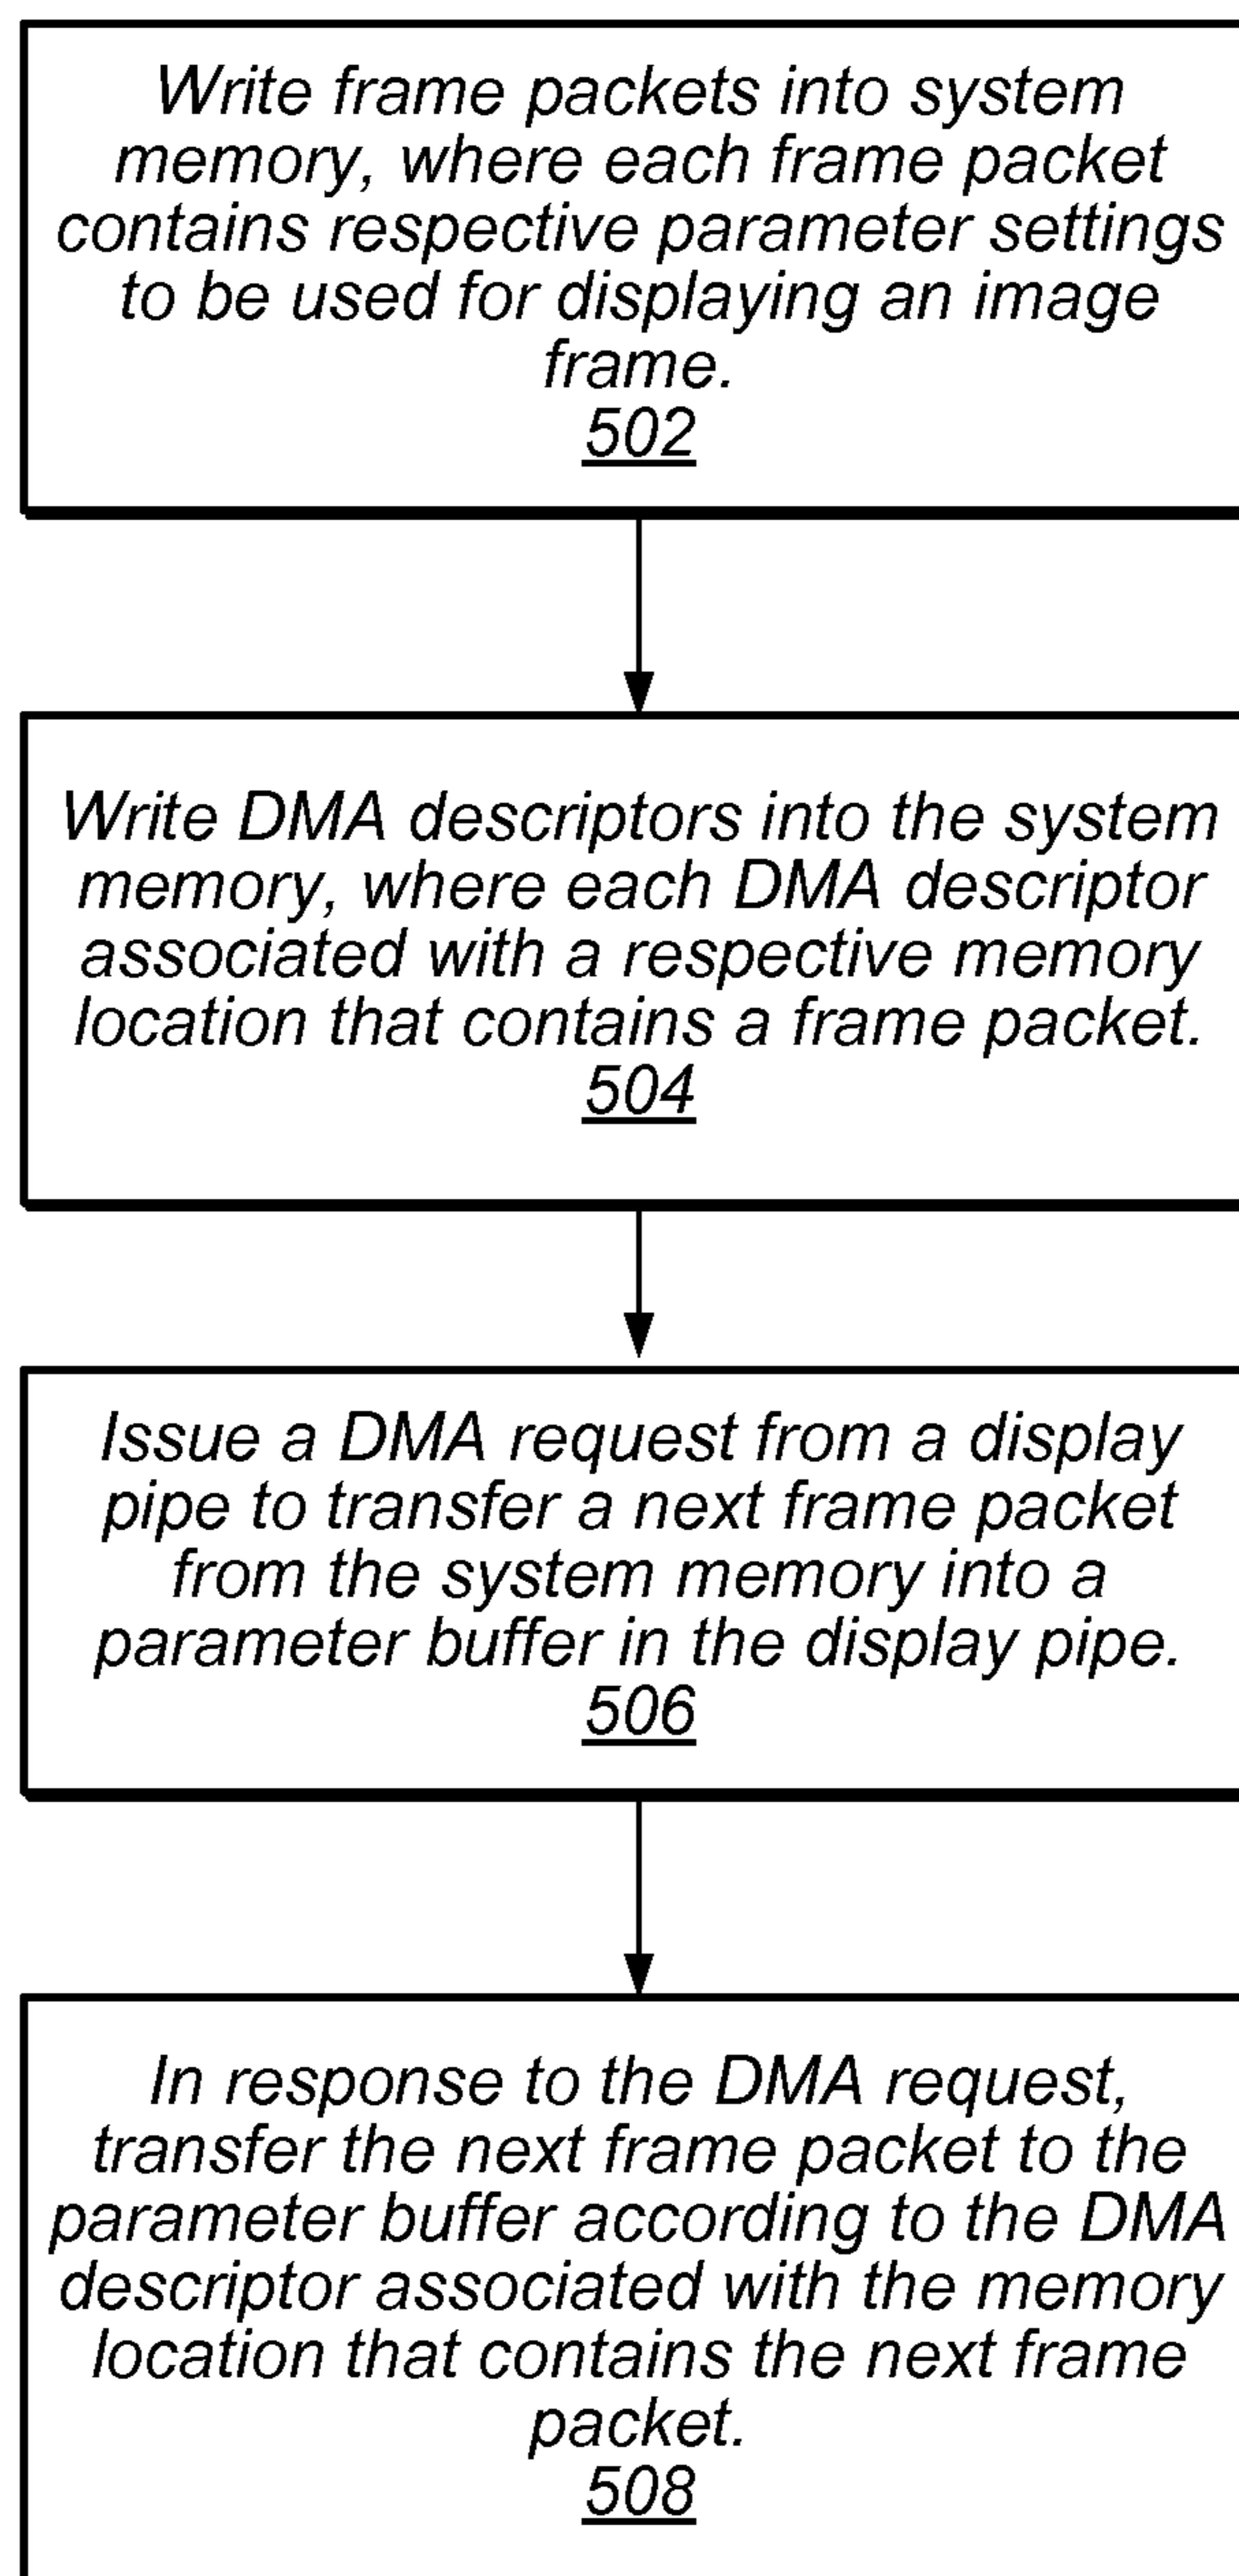 Write frame packets into system
memory, where each frame packet
contains respective parameter settings
to be used for displaying an image
frame.
502
Write DMA descriptors into the system
memory, where each DMA descriptor
associated with a respective memory
location that contains a frame packet.
504
Issue a DMA request from a display
pipe to transfer a next frame packet
from the system memory into a
parameter buffer in the display pipe.
506
In response to the DMA request,
transfer the next frame packet to the
parameter buffer according to the DMA
descriptor associated with the memory
location that contains the next frame
packet.
508